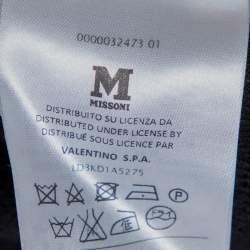 0000032473 01
M
MISSONI
DISTRIBUITO SU LICENZA DA
DISTRIBUTED UNDER LICENSE BY
DISTRIBUÉ SOUS LICENCE PAR
VALENTINO S.P.A.
LD3KD1A5275